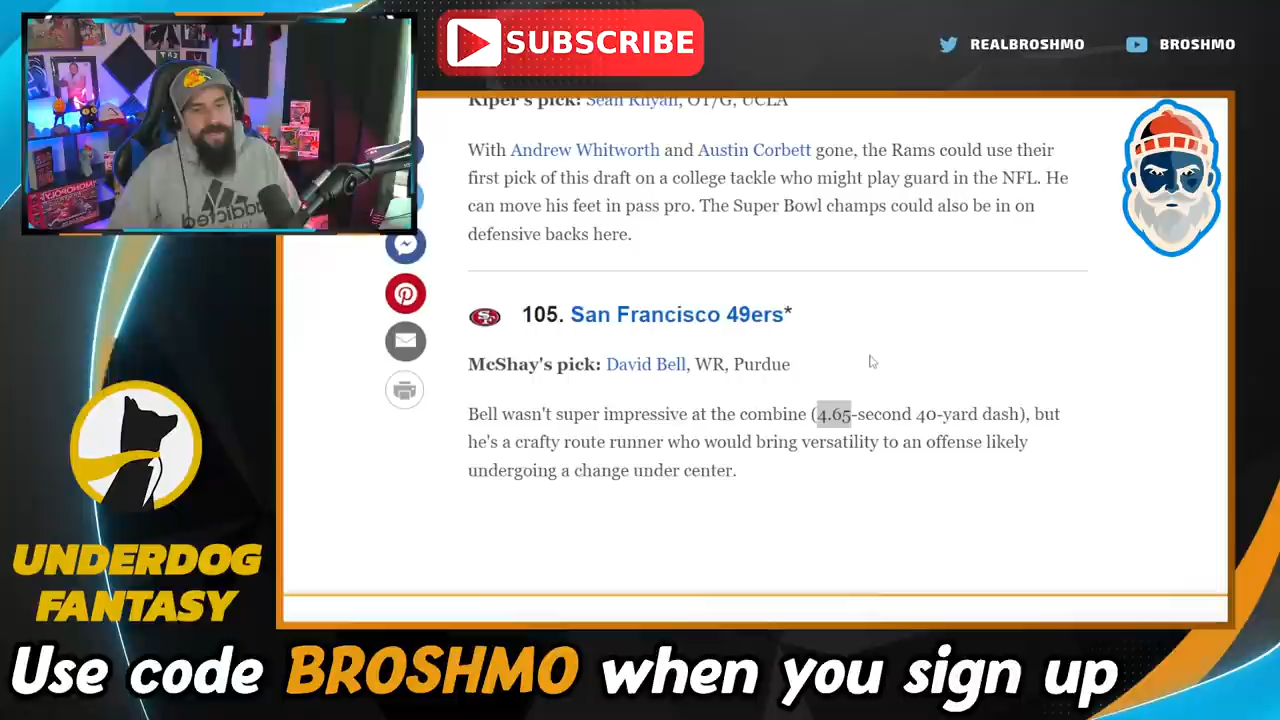 SUBSCRIBE
REALBROSHMO
BROSHMO
Kiper's pick: Sean Rhyan, OT/G, UCLA
With Andrew Whitworth and Austin Corbett gone, the Rams could use their
first pick of this draft on a college tackle who might play guard in the NFL. He
can move his feet in pass pro. The Super Bowl champs could also be in on
defensive backs here.
105. San Francisco 49ers*
McShay's pick: David Bell, WR, Purdue
Bell wasn't super impressive at the combine (4.65-second 40-yard dash), but
he's a crafty route runner who would bring versatility to an offense likely
undergoing a change under center.
UNDERDOG
FANTASY
Use code BROSHMO when you sign up